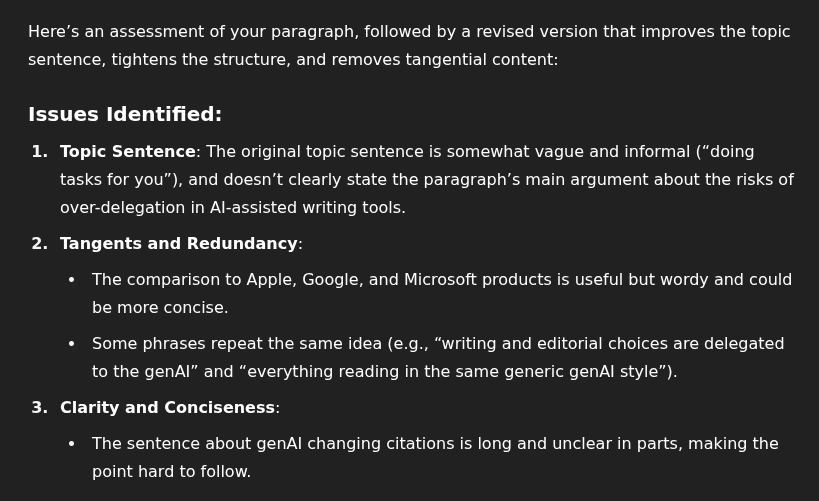 Here’s an assessment of your paragraph, followed by a revised version that improves the topic
sentence, tightens the structure, and removes tangential content:
Issues Identified:
1. Topic Sentence: The original topic sentence is somewhat vague and informal (“doing
tasks for you”), and doesn’t clearly state the paragraph’s main argument about the risks of
over-delegation in AI-assisted writing tools.
2. Tangents and Redundancy:
• The comparison to Apple, Google, and Microsoft products is useful but wordy and could
be more concise.
• Some phrases repeat the same idea (e.g., “writing and editorial choices are delegated
to the genAI” and “everything reading in the same generic genAI style”).
3. Clarity and Conciseness:
• The sentence about genAI changing citations is long and unclear in parts, making the
point hard to follow.